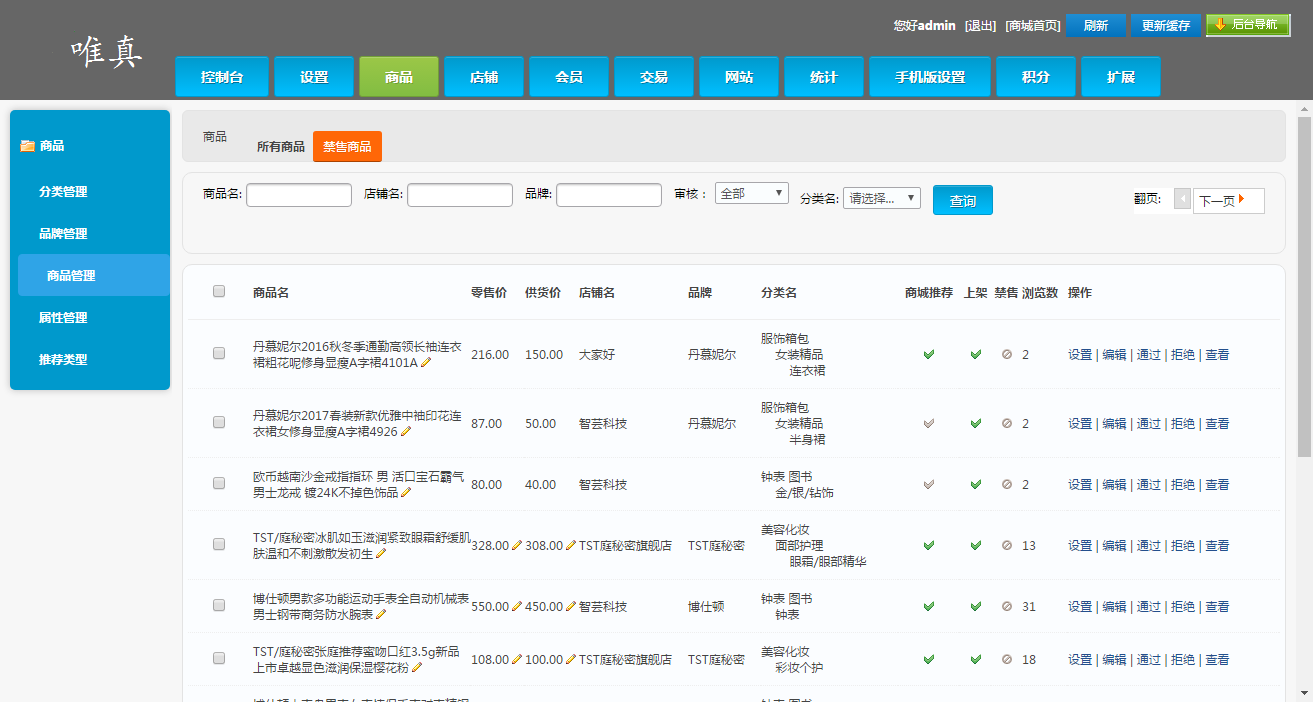 唯真
您好admin [退出] [商城首页] 刷新 更新缓存 后台导航
控制台 设置 商品 店铺 会员 交易 网站 统计 手机版设置 积分 扩展
商品
分类管理
品牌管理
商品管理
属性管理
推荐类型
商品 所有商品 禁售商品
商品名: 店铺名: 品牌: 审核： 全部 分类名: 请选择... 查询 翻页: 下一页
商品名 零售价 供货价 店铺名 品牌 分类名 商城推荐 上架 禁售 浏览数 操作
丹慕妮尔2016秋冬季通勤高领长袖连衣
裙粗花呢修身显瘦A字裙4101A
216.00 150.00 大家好 丹慕妮尔
服饰箱包
女装精品
连衣裙
2 设置 | 编辑 | 通过 | 拒绝 | 查看
丹慕妮尔2017春装新款优雅中袖印花连
衣裙女修身显瘦A字裙4926
87.00 50.00 智芸科技 丹慕妮尔
服饰箱包
女装精品
半身裙
2 设置 | 编辑 | 通过 | 拒绝 | 查看
欧币越南沙金戒指指环 男 活口宝石霸气
男士龙戒 镀24K不掉色饰品
80.00 40.00 智芸科技
钟表 图书
金/银/钻饰
2 设置 | 编辑 | 通过 | 拒绝 | 查看
TST/庭秘密冰肌如玉滋润紧致眼霜舒缓肌
肤温和不刺激散发初生
328.00 308.00 TST庭秘密旗舰店 TST庭秘密
美容化妆
面部护理
眼霜/眼部精华
13 设置 | 编辑 | 通过 | 拒绝 | 查看
博仕顿男款多功能运动手表全自动机械表
男士钢带商务防水腕表
550.00 450.00 智芸科技 博仕顿
钟表 图书
钟表
31 设置 | 编辑 | 通过 | 拒绝 | 查看
TST/庭秘密张庭推荐蜜吻口红3.5g新品
上市卓越显色滋润保湿樱花粉
108.00 100.00 TST庭秘密旗舰店 TST庭秘密
美容化妆
彩妆个护
18 设置 | 编辑 | 通过 | 拒绝 | 查看